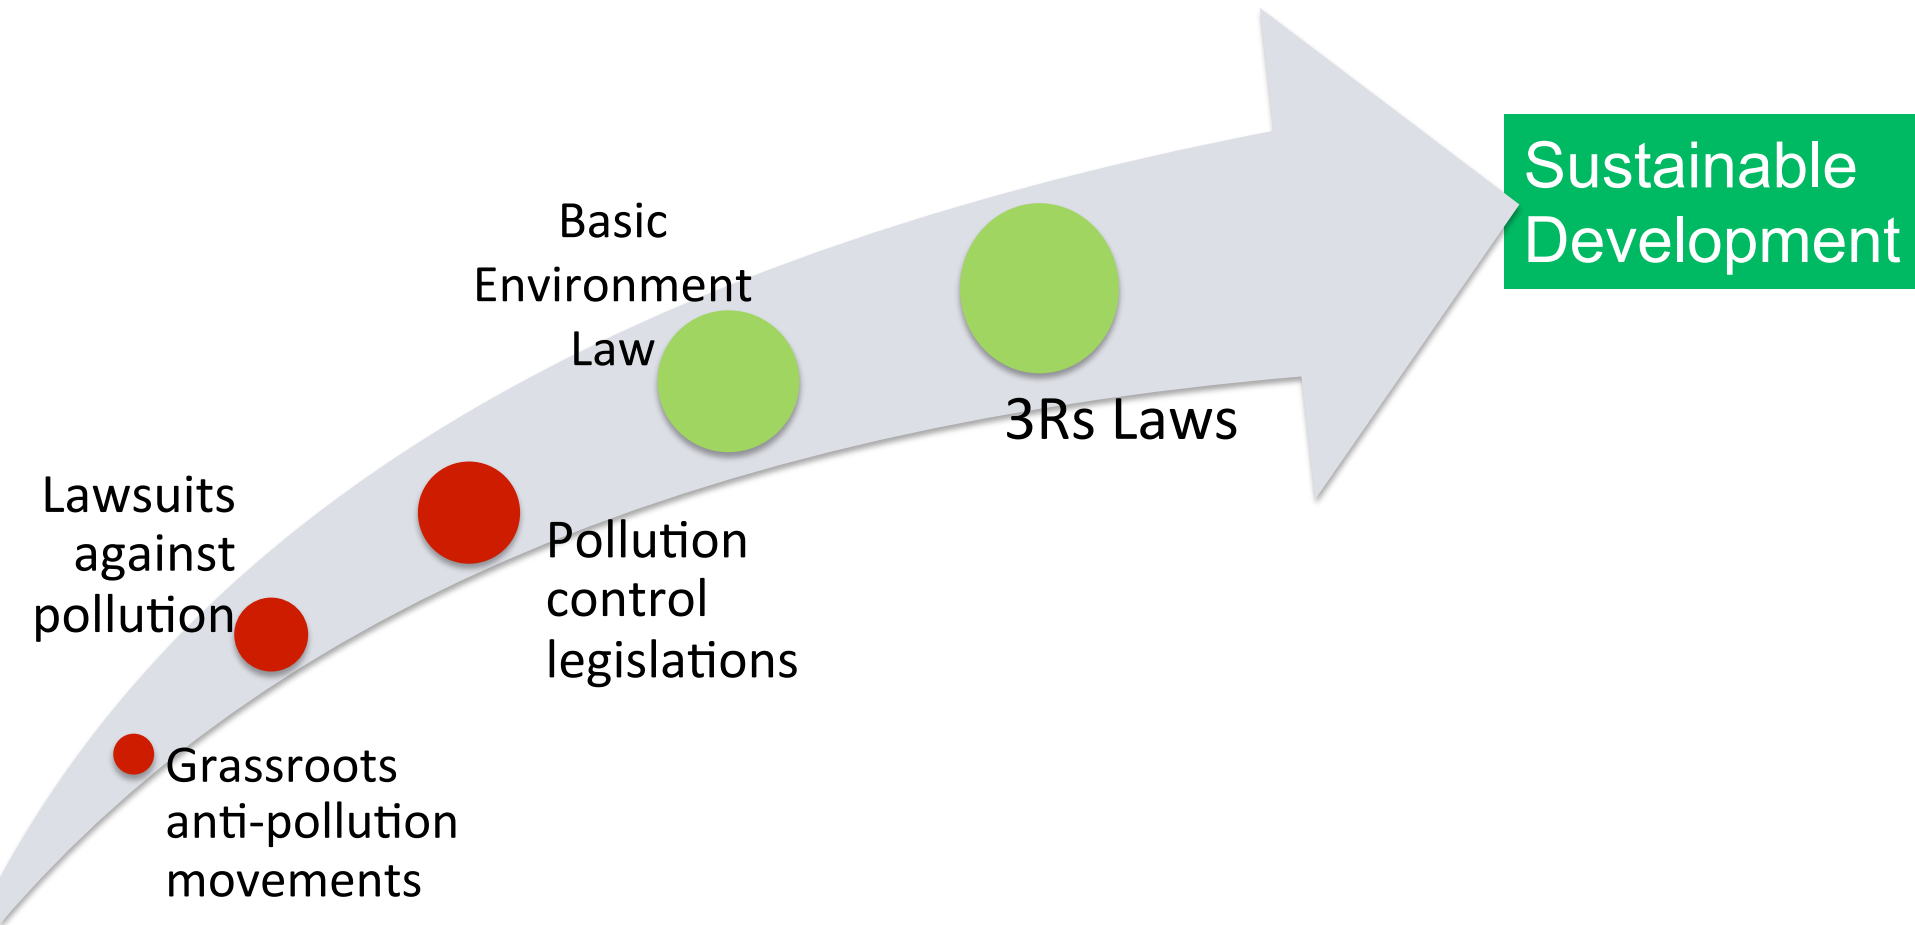 Sustainable
Development
Basic
Environment
Law
3Rs Laws
Lawsuits
against
pollution
Pollution
control
legislations
Grassroots
anti-pollution
movements